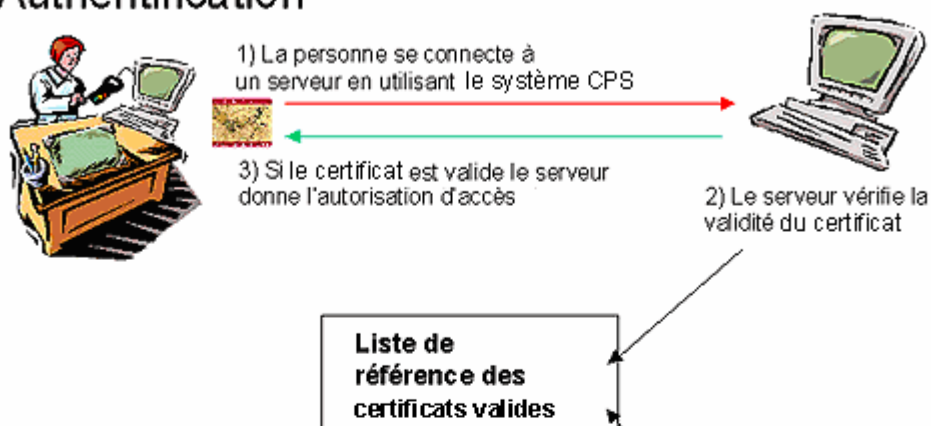 Authentification
1) La personne se connecte à
un serveur en utilisant le système CPS
3) Si le certificat est valide le serveur
donne l'autorisation d'accès
2) Le serveur vérifie la
validité du certificat
Liste de
référence des
certificats valides